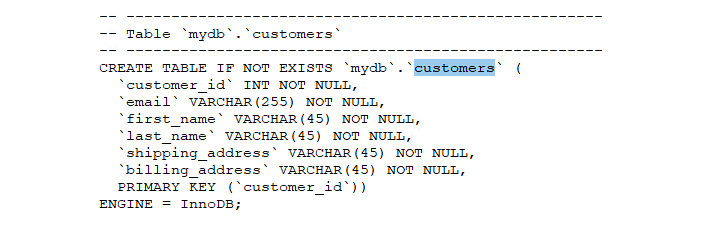 -- -----------------------------------------------------
-- Table `mydb`.`customers`
-- -----------------------------------------------------
CREATE TABLE IF NOT EXISTS `mydb`.`customers` (
  `customer_id` INT NOT NULL,
  `email` VARCHAR(255) NOT NULL,
  `first_name` VARCHAR(45) NOT NULL,
  `last_name` VARCHAR(45) NOT NULL,
  `shipping_address` VARCHAR(45) NOT NULL,
  `billing_address` VARCHAR(45) NOT NULL,
  PRIMARY KEY (`customer_id`))
ENGINE = InnoDB;